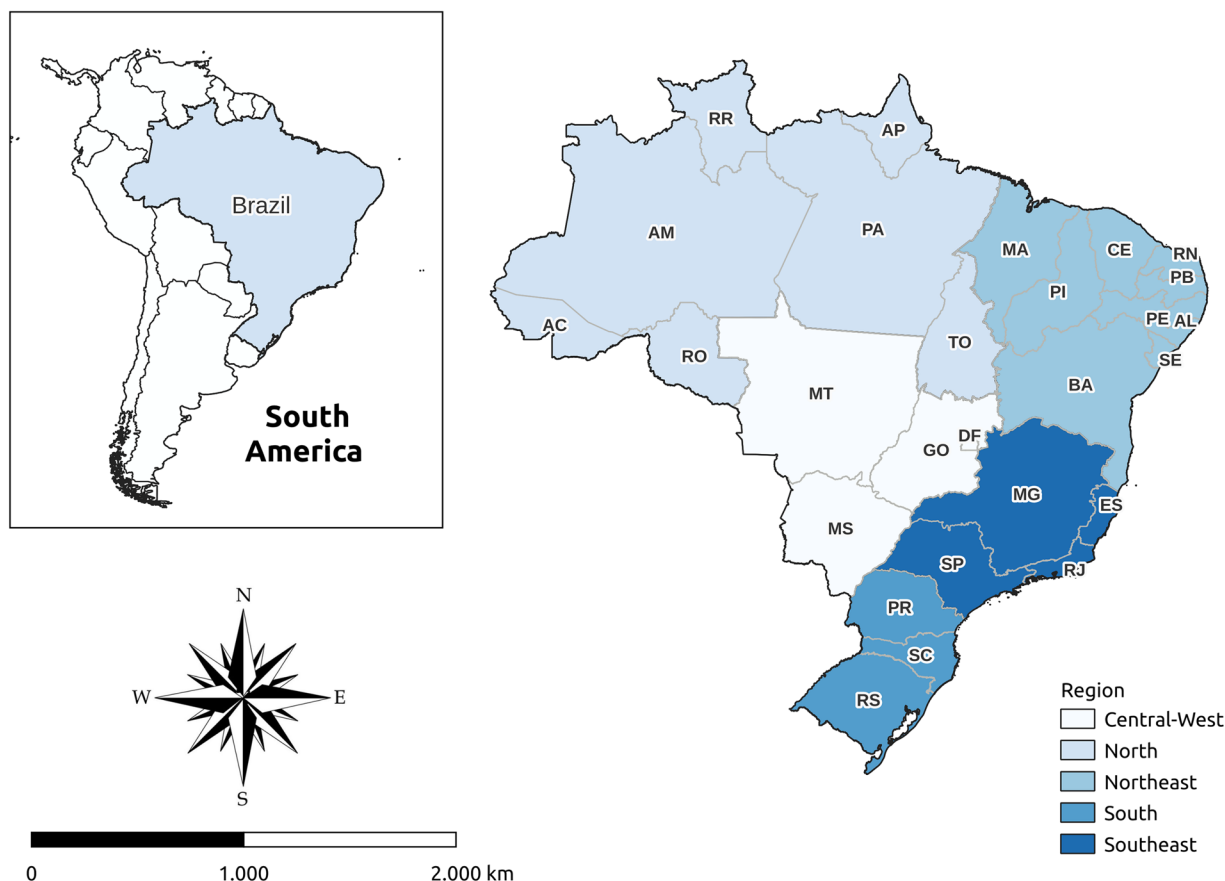 Brazil
South
America
N
W
E
S
0
1.000
2.000 km
RR
AP
AM
PA
MA
CE
RN
PB
PI
PE
AL
SE
AC
RO
TO
BA
MT
DF
GO
MG
ES
MS
SP
RJ
PR
SC
RS
Region
Central-West
North
Northeast
South
Southeast